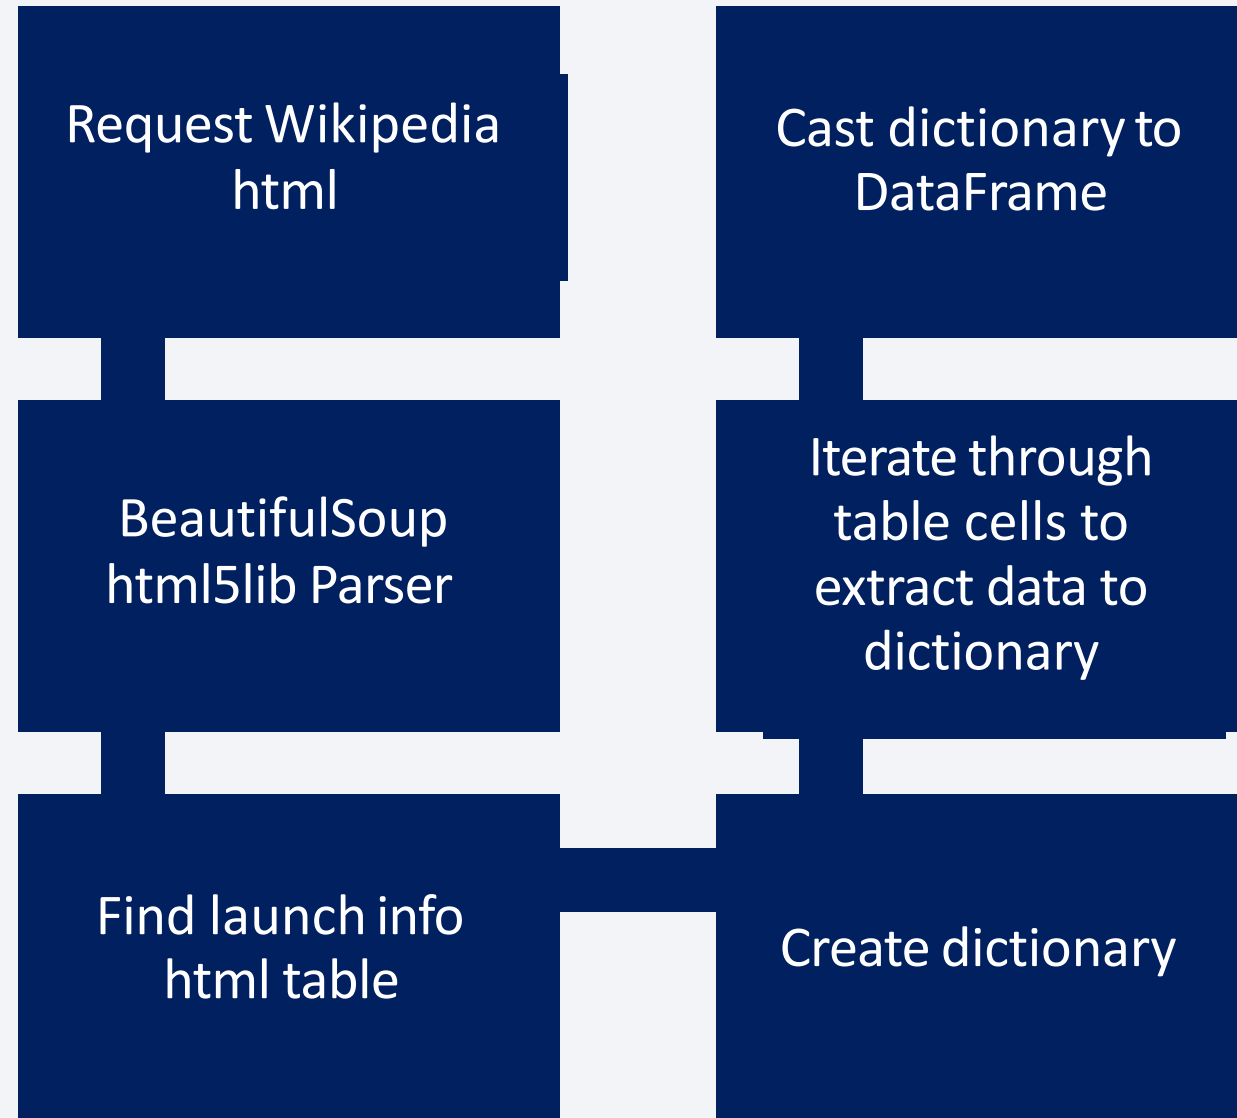 Request Wikipedia
html
BeautifulSoup
html5lib Parser
Find launch info
html table
Create dictionary
Iterate through
table cells to
extract data to
dictionary
Cast dictionary to
DataFrame